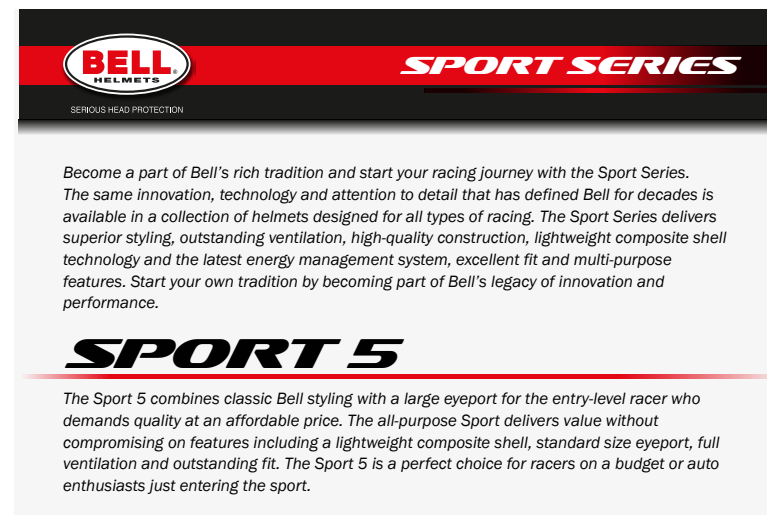 BELL
HELMETS
SERIOUS HEAD PROTECTION
SPORT SERIES
Become a part of Bell's rich tradition and start your racing journey with the Sport Series.
The same innovation, technology and attention to detail that has defined Bell for decades is
available in a collection of helmets designed for all types of racing. The Sport Series delivers
superior styling, outstanding ventilation, high-quality construction, lightweight composite shell
technology and the latest energy management system, excellent fit and multi-purpose
features. Start your own tradition by becoming part of Bell's legacy of innovation and
performance.
SPORT 5
The Sport 5 combines classic Bell styling with a large eyeport for the entry-level racer who
demands quality at an affordable price. The all-purpose Sport delivers value without
compromising on features including a lightweight composite shell, standard size eyeport, full
ventilation and outstanding fit. The Sport 5 is a perfect choice for racers on a budget or auto
enthusiasts just entering the sport.